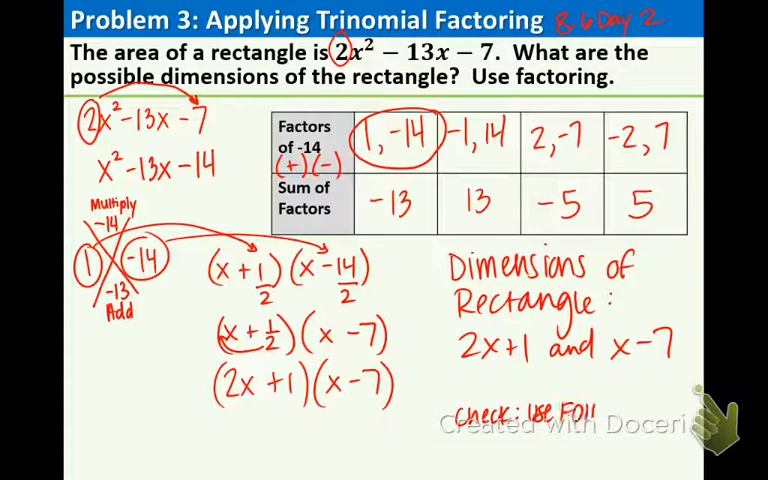 Problem 3: Applying Trinomial Factoring 8.6 Day 2
The area of a rectangle is 2x² − 13x − 7. What are the
possible dimensions of the rectangle? Use factoring.
2x² -13x -7
x² -13x -14
Multiply
-14
1 -14
-13
Add
Factors of -14 (+)(-) 1, -14 -1, 14 2, -7 -2, 7
Sum of Factors -13 13 -5 5
(x + 1/2) (x - 14/2)
(x + 1/2) (x - 7)
(2x + 1)(x - 7)
Dimensions of
Rectangle:
2x+1 and x-7
Check: Use FOIL
Created with Doceri